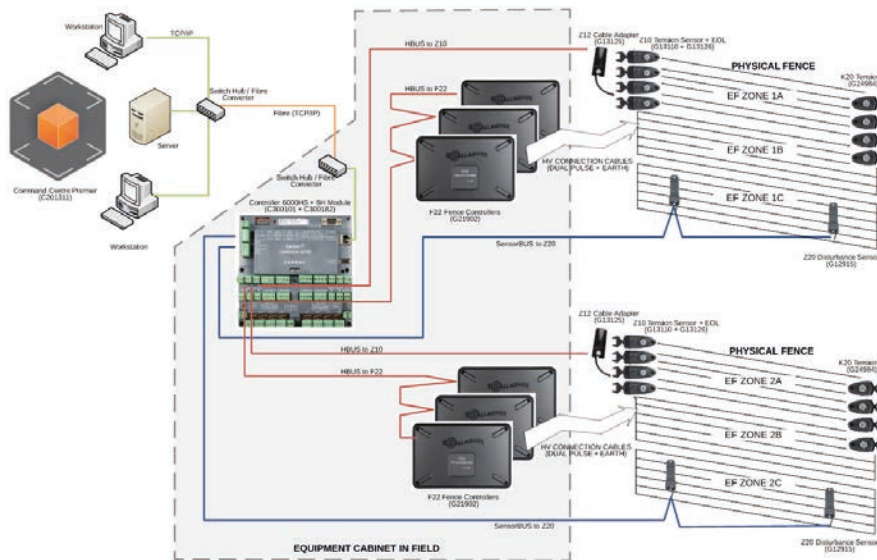 Workstation
TCP/IP
Switch Hub / Fibre
Converter
Server
Fibre (TCP/IP)
Command Centre Premier
(C201311)
Workstation
Switch Hub / Fibre
Converter
Controller 6000HS + 8H Module
(C300101 + C300182)
HBUS to Z10
HBUS to F22
F22 Fence Controllers
(G21902)
HV CONNECTION CABLES
(DUAL PULSE + EARTH)
SensorBUS to Z20
Z12 Cable Adapter
(G13125)
Z10 Tension Sensor + EOL
(G13110 + G13126)
PHYSICAL FENCE
K20 Tension
(G24984)
EF ZONE 1A
EF ZONE 1B
EF ZONE 1C
Z20 Disturbance Sensor
(G12915)
HBUS to Z10
HBUS to F22
F22 Fence Controllers
(G21902)
HV CONNECTION CABLES
(DUAL PULSE + EARTH)
SensorBUS to Z20
Z12 Cable Adapter
(G13125)
Z10 Tension Sensor + EOL
(G13110 + G13126)
PHYSICAL FENCE
K20 Tension
(G24984)
EF ZONE 2A
EF ZONE 2B
EF ZONE 2C
Z20 Disturbance Sensor
(G12915)
EQUIPMENT CABINET IN FIELD
GALLAGHER
GALLAGHER